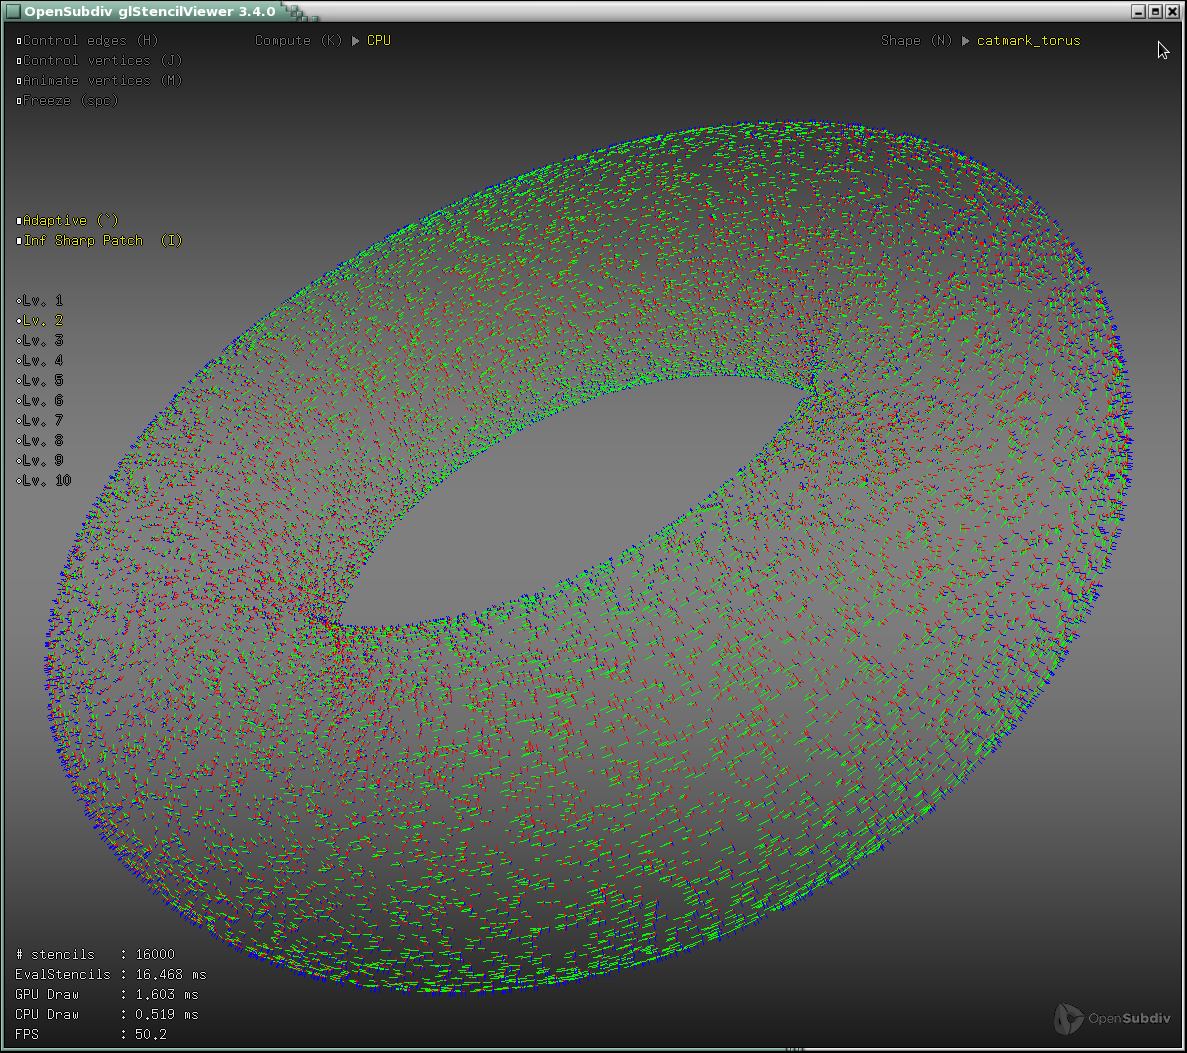 OpenSubdiv glStencilViewer 3.4.0
Control edges (H)
Compute (K) ▶ CPU
Shape (N) ▶ catmark_torus
Control vertices (J)
Animate vertices (M)
Freeze (spc)
Adaptive (`)
Inf Sharp Patch (I)
Lv. 1
Lv. 2
Lv. 3
Lv. 4
Lv. 5
Lv. 6
Lv. 7
Lv. 8
Lv. 9
Lv. 10
# stencils : 16000
EvalStencils : 16.468 ms
GPU Draw : 1.603 ms
CPU Draw : 0.519 ms
FPS : 50.2
OpenSubdiv